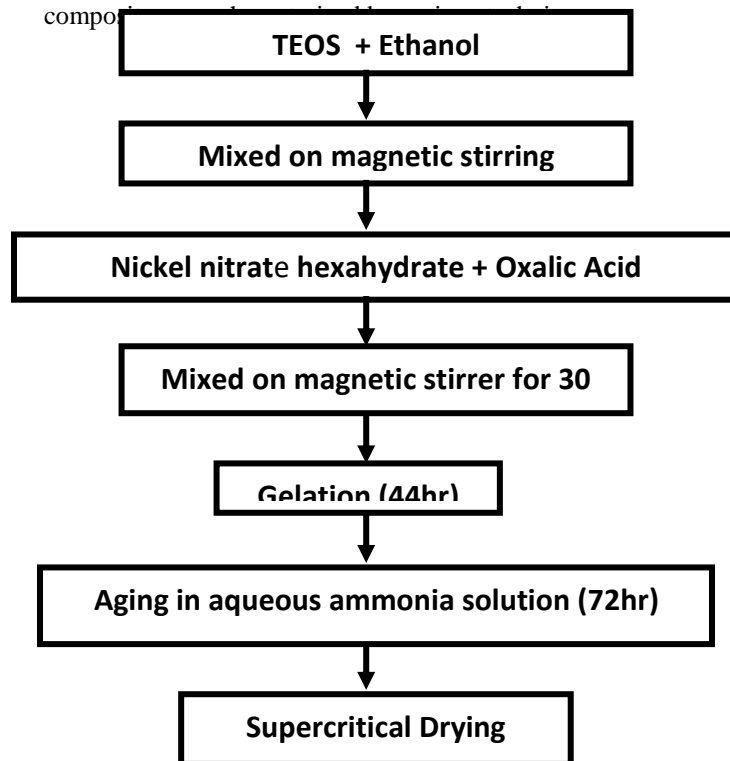 TEOS + Ethanol
Mixed on magnetic stirring
Nickel nitrate hexahydrate + Oxalic Acid
Mixed on magnetic stirrer for 30
Gelation (44hr)
Aging in aqueous ammonia solution (72hr)
Supercritical Drying